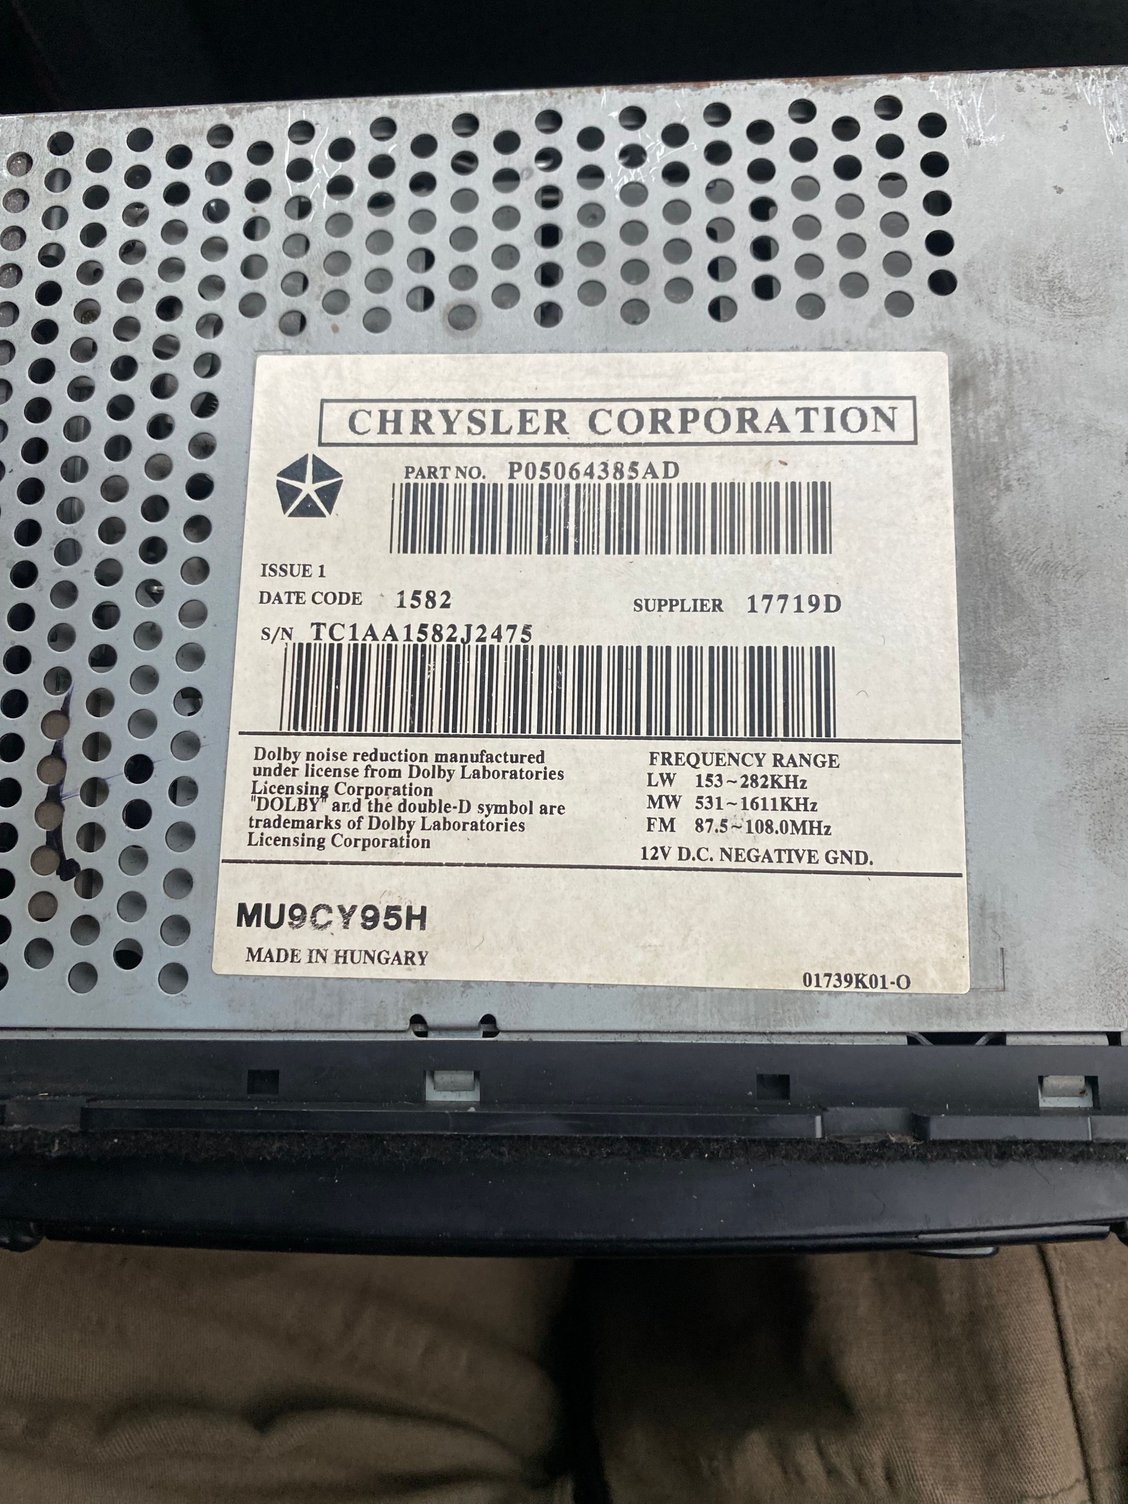 CHRYSLER CORPORATION
PART NO. P05064385AD
ISSUE 1
DATE CODE 1582
SUPPLIER 17719D
S/N TC1AA1582J2475
Dolby noise reduction manufactured
under license from Dolby Laboratories
Licensing Corporation
"DOLBY" and the double-D symbol are
trademarks of Dolby Laboratories
Licensing Corporation
FREQUENCY RANGE
LW 153~282KHz
MW 531~1611KHz
FM 87.5~108.0MHz
12V D.C. NEGATIVE GND.
MU9CY95H
MADE IN HUNGARY
01739K01-O